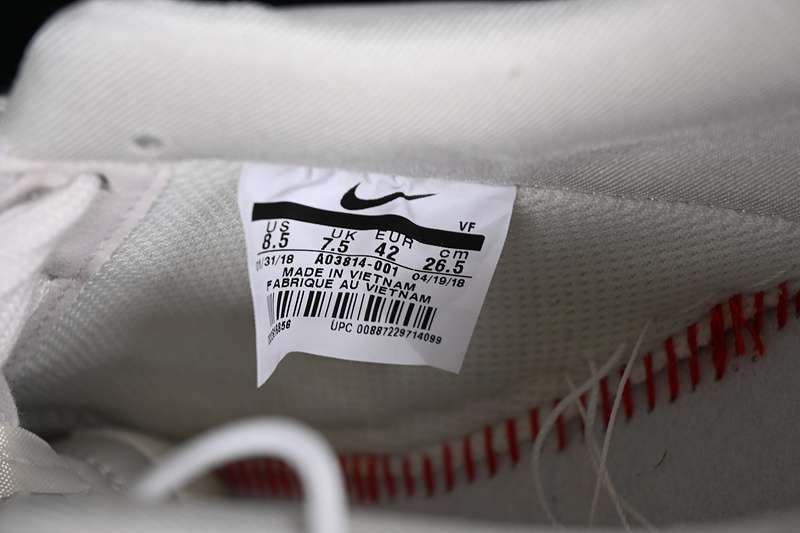 VF
US UK EUR cm
8.5 7.5 42 26.5
01/31/18 AO3814-001 04/19/18
MADE IN VIETNAM
FABRIQUE AU VIETNAM
UPC 00887229714099